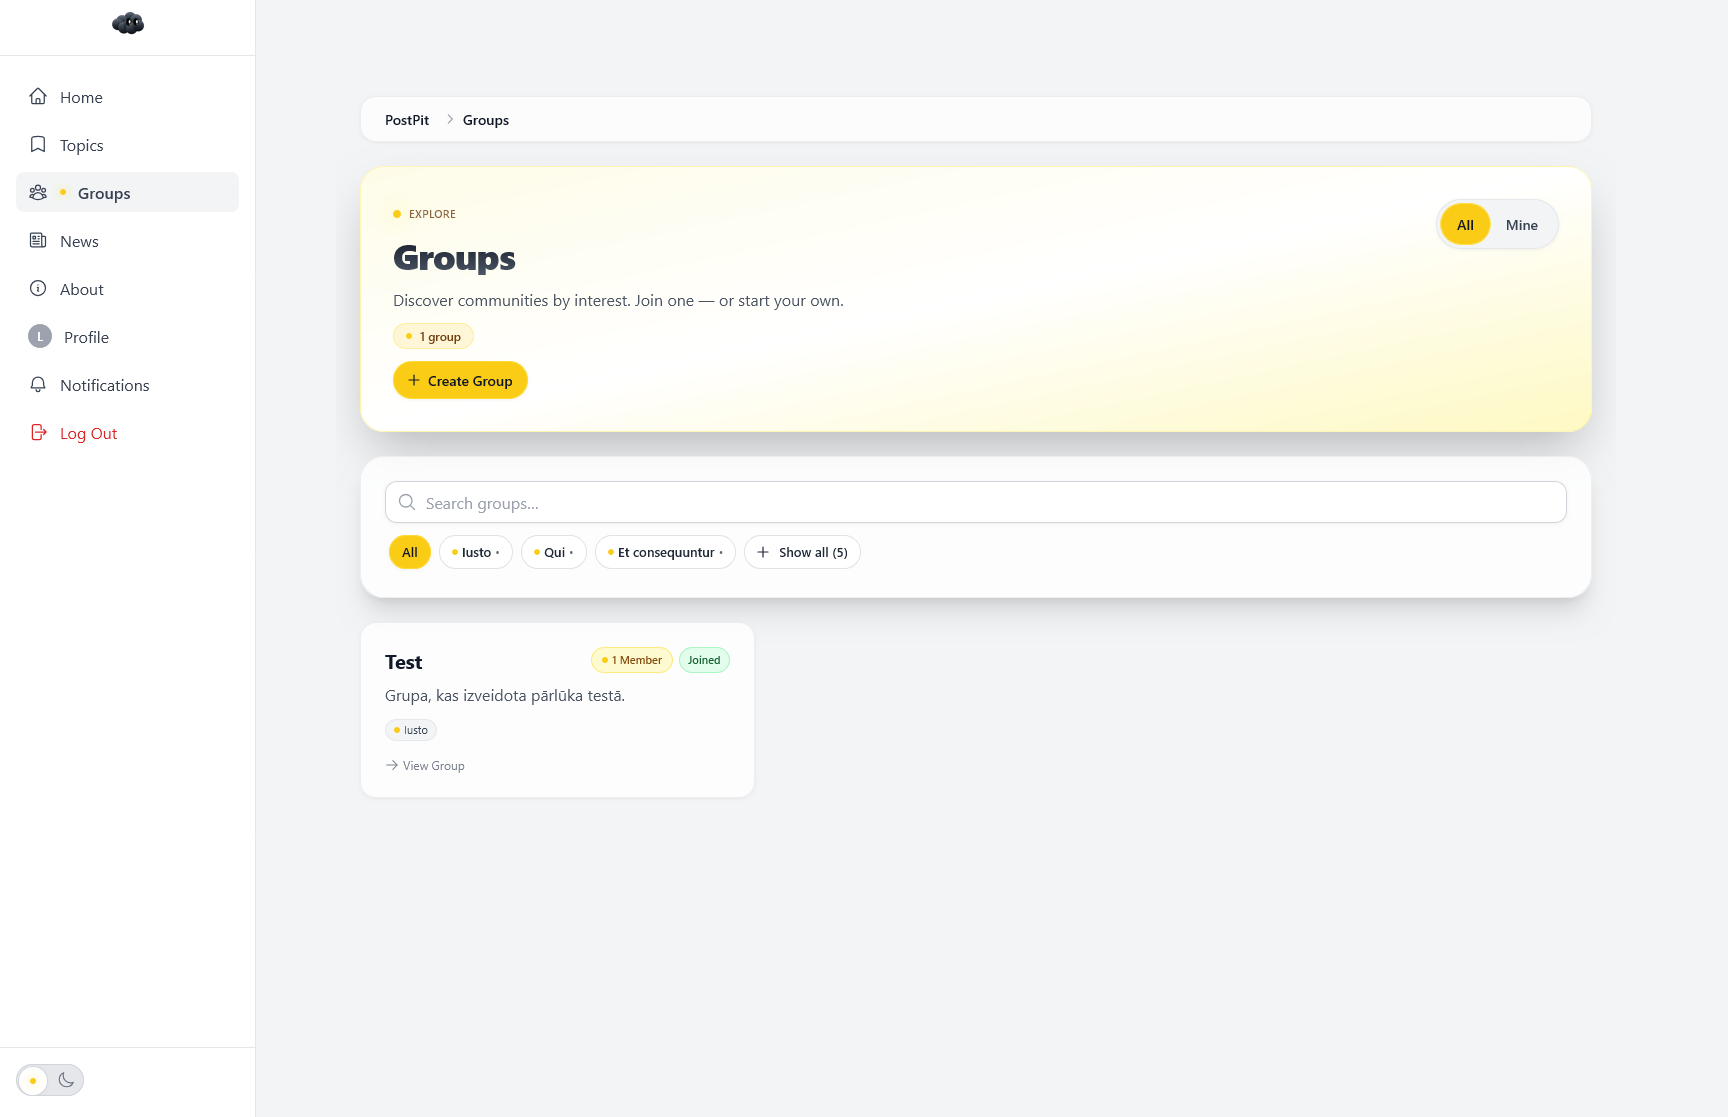 Home
Topics
Groups
News
About
L Profile
Notifications
Log Out
PostPit > Groups
EXPLORE
All Mine
Groups
Discover communities by interest. Join one — or start your own.
1 group
+ Create Group
Search groups...
All Iusto • Qui • Et consequuntur • + Show all (5)
Test 1 Member Joined
Grupa, kas izveidota pārlūka testā.
Iusto
→ View Group